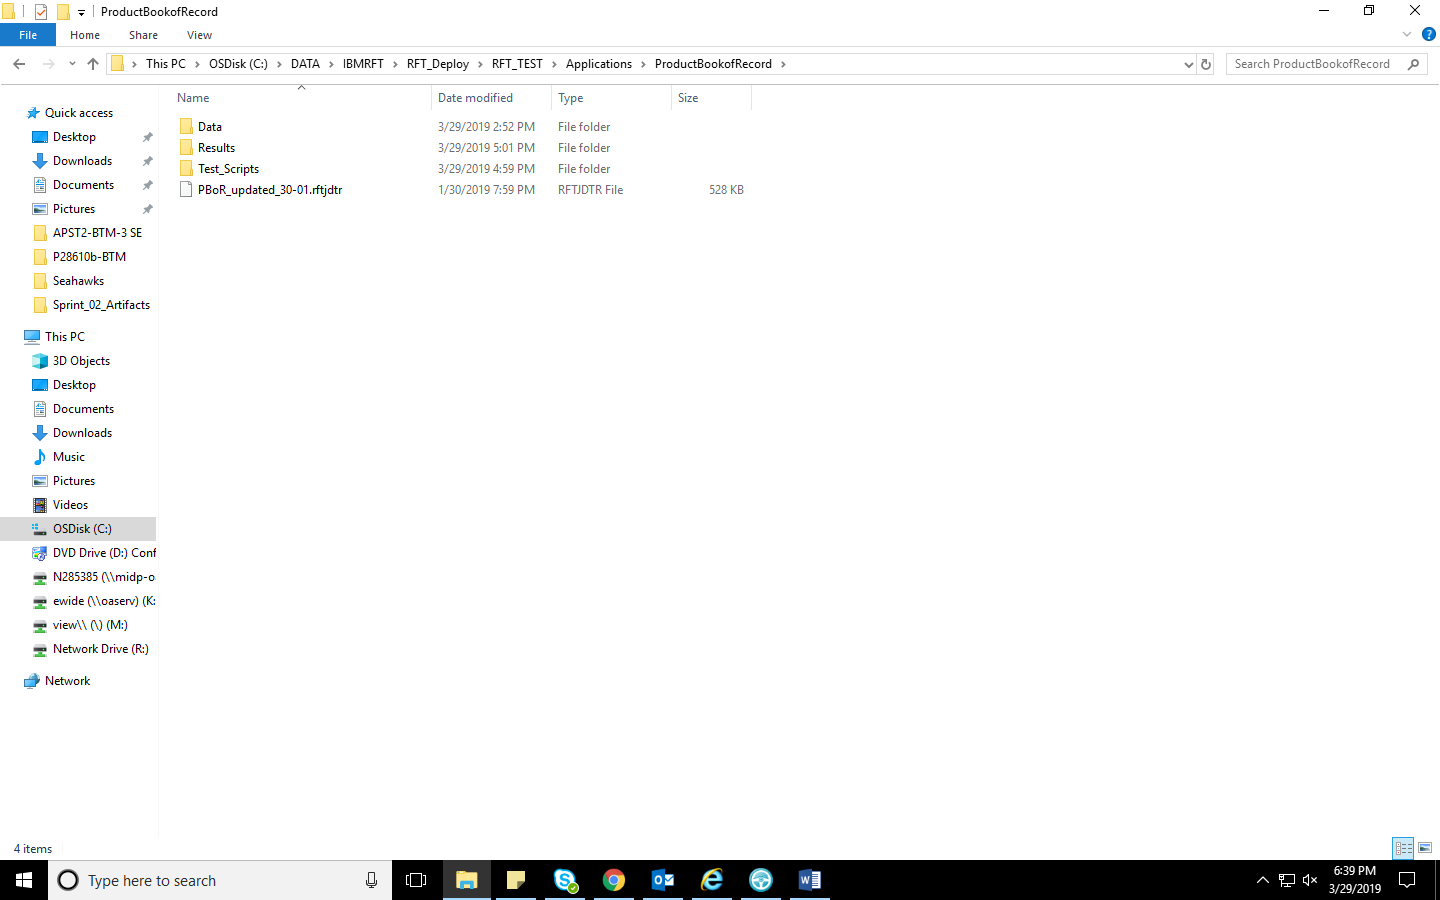 ProductBookofRecord
File Home Share View
This PC > OSDisk (C:) > DATA > IBMRFT > RFT_Deploy > RFT_TEST > Applications > ProductBookofRecord >
Search ProductBookofRecord
Name Date modified Type Size
Data 3/29/2019 2:52 PM File folder
Results 3/29/2019 5:01 PM File folder
Test_Scripts 3/29/2019 4:59 PM File folder
PBoR_updated_30-01.rftjdtr 1/30/2019 7:59 PM RFTJDTR File 528 KB
Quick access
Desktop
Downloads
Documents
Pictures
APST2-BTM-3 SE
P28610b-BTM
Seahawks
Sprint_02_Artifacts
This PC
3D Objects
Desktop
Documents
Downloads
Music
Pictures
Videos
OSDisk (C:)
DVD Drive (D:) Conf
N285385 (\\midp-o
ewide (\\oaserv) (K:
view\\ (\) (M:)
Network Drive (R:)
Network
4 items
Type here to search
6:39 PM
3/29/2019